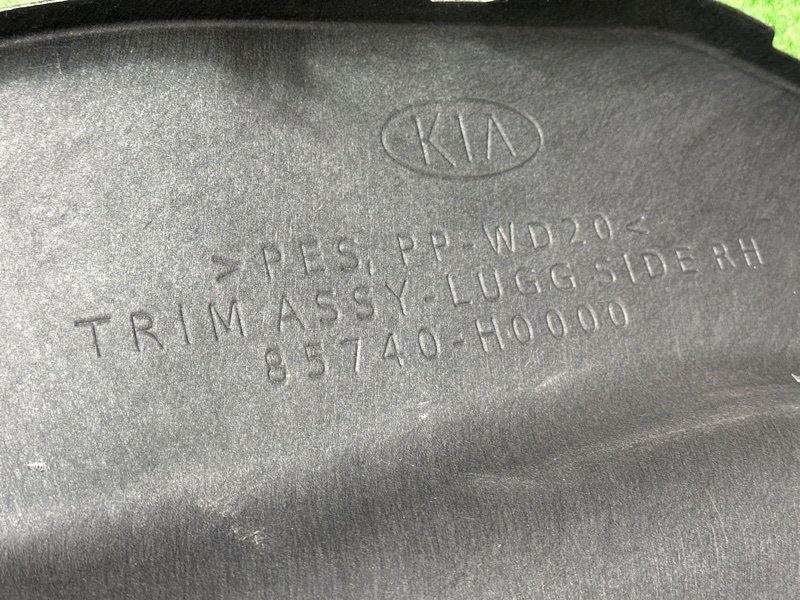 KIA
>PES, PP-WD20<
TRIM ASSY-LUGG SIDE RH
85740-H0000